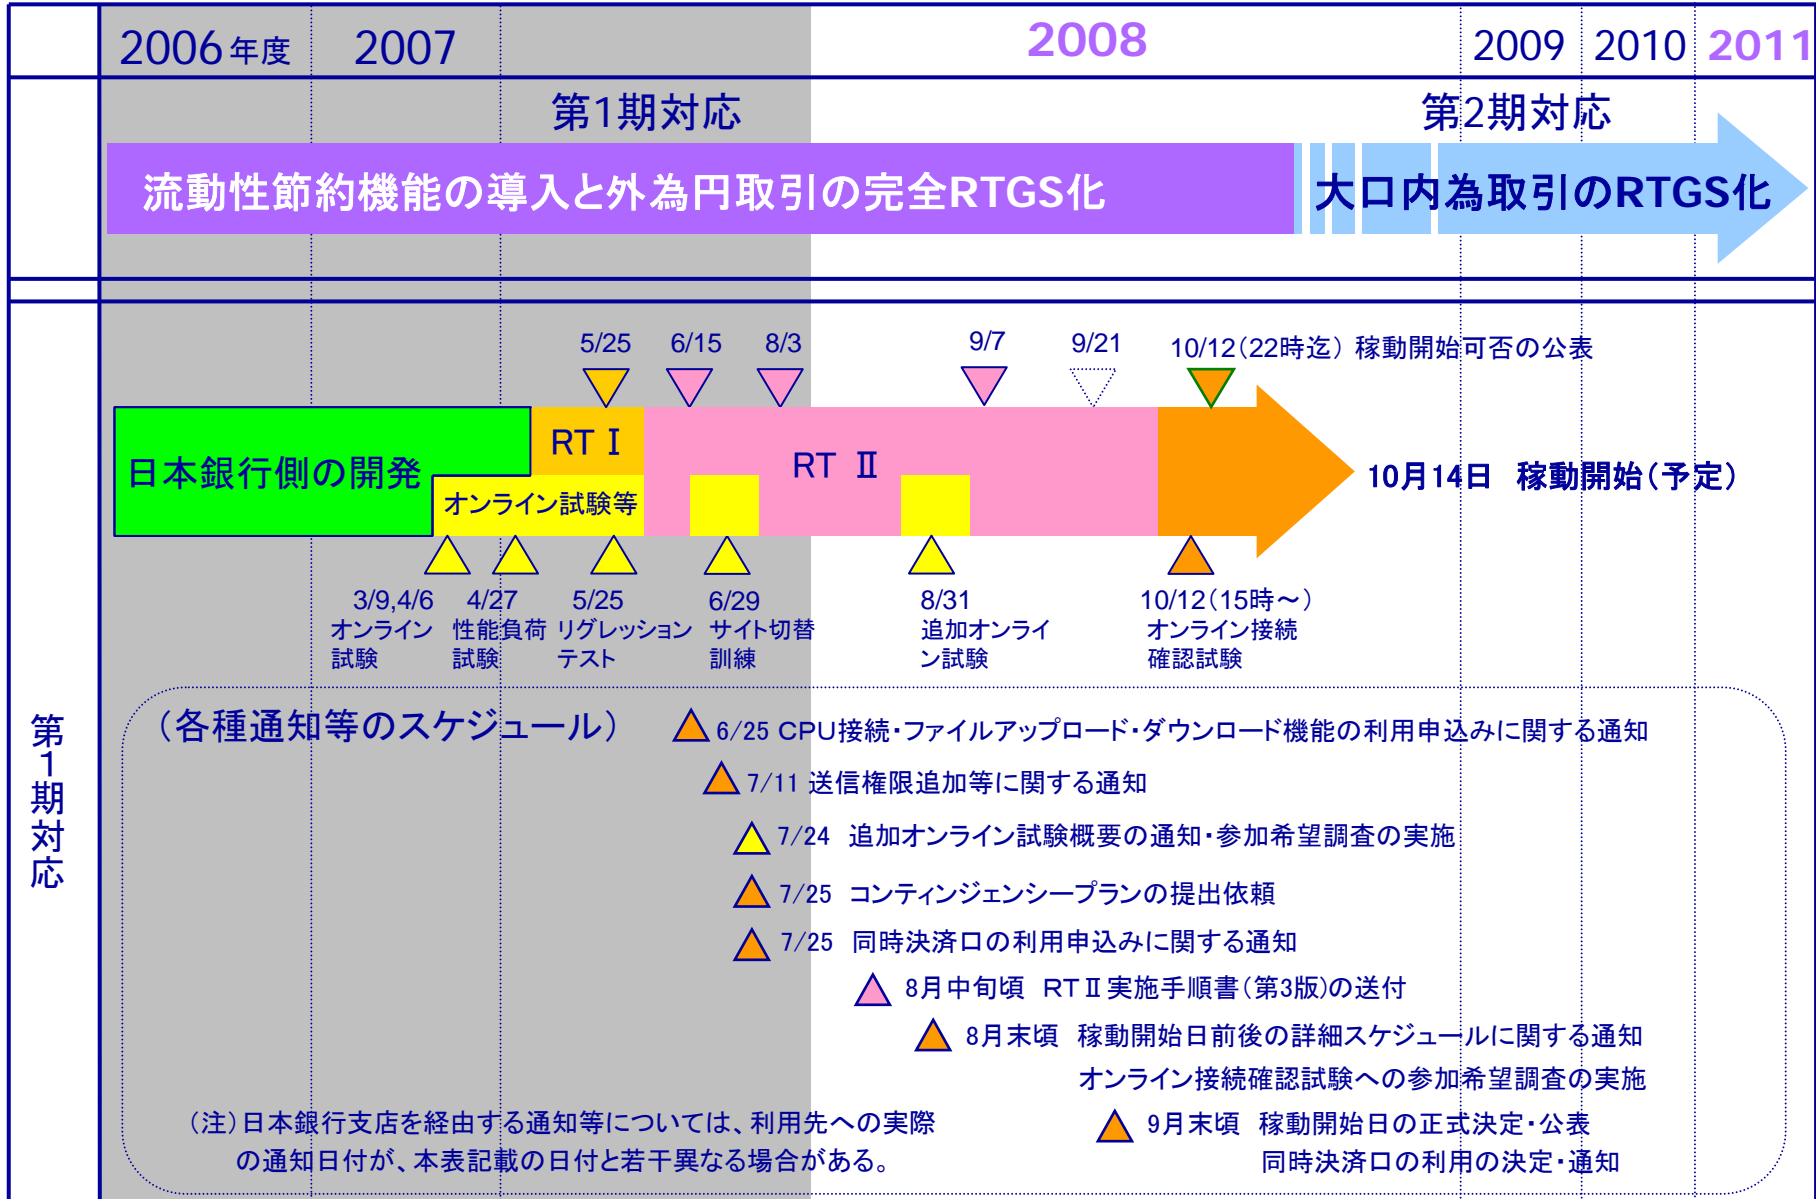 2006年度 2007 2008 2009 2010 2011
第1期対応 第2期対応
流動性節約機能の導入と外為円取引の完全RTGS化 大口内為取引のRTGS化
第1期対応
5/25 6/15 8/3 9/7 9/21 10/12(22時迄) 稼動開始可否の公表
日本銀行側の開発 RT Ⅰ RT Ⅱ
オンライン試験等
10月14日 稼動開始(予定)
3/9,4/6
オンライン
試験
4/27
性能負荷
試験
5/25
リグレッション
テスト
6/29
サイト切替
訓練
8/31
追加オンライ
ン試験
10/12(15時~)
オンライン接続
確認試験
(各種通知等のスケジュール)
6/25 CPU接続・ファイルアップロード・ダウンロード機能の利用申込みに関する通知
7/11 送信権限追加等に関する通知
7/24 追加オンライン試験概要の通知・参加希望調査の実施
7/25 コンティンジェンシープランの提出依頼
7/25 同時決済口の利用申込みに関する通知
8月中旬頃 RTⅡ実施手順書(第3版)の送付
8月末頃 稼動開始日前後の詳細スケジュールに関する通知
オンライン接続確認試験への参加希望調査の実施
9月末頃 稼動開始日の正式決定・公表
同時決済口の利用の決定・通知
(注)日本銀行支店を経由する通知等については、利用先への実際
の通知日付が、本表記載の日付と若干異なる場合がある。